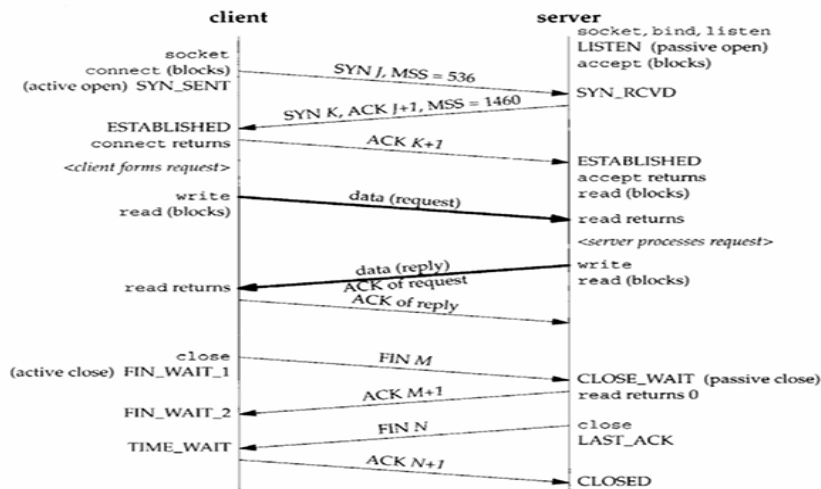 client
server
socket, bind, listen
LISTEN (passive open)
accept (blocks)
socket
connect (blocks)
(active open) SYN_SENT
SYN J, MSS = 536
SYN_RCVD
SYN K, ACK J+1, MSS = 1460
ESTABLISHED
connect returns
ACK K+1
<client forms request>
ESTABLISHED
accept returns
read (blocks)
write
read (blocks)
data (request)
read returns
<server processes request>
write
read (blocks)
data (reply)
ACK of request
read returns
ACK of reply
close
(active close) FIN_WAIT_1
FIN M
CLOSE_WAIT (passive close)
read returns 0
ACK M+1
FIN_WAIT_2
close
LAST_ACK
FIN N
TIME_WAIT
ACK N+1
CLOSED